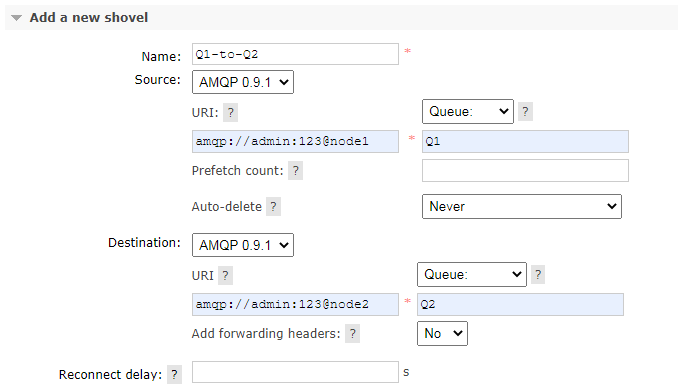 Add a new shovel
Name: Q1-to-Q2 *
Source: AMQP 0.9.1
URI: ? Queue: ?
amqp://admin:123@node1 * Q1
Prefetch count: ?
Auto-delete ? Never
Destination: AMQP 0.9.1
URI ? Queue: ?
amqp://admin:123@node2 * Q2
Add forwarding headers: ? No
Reconnect delay: ? s